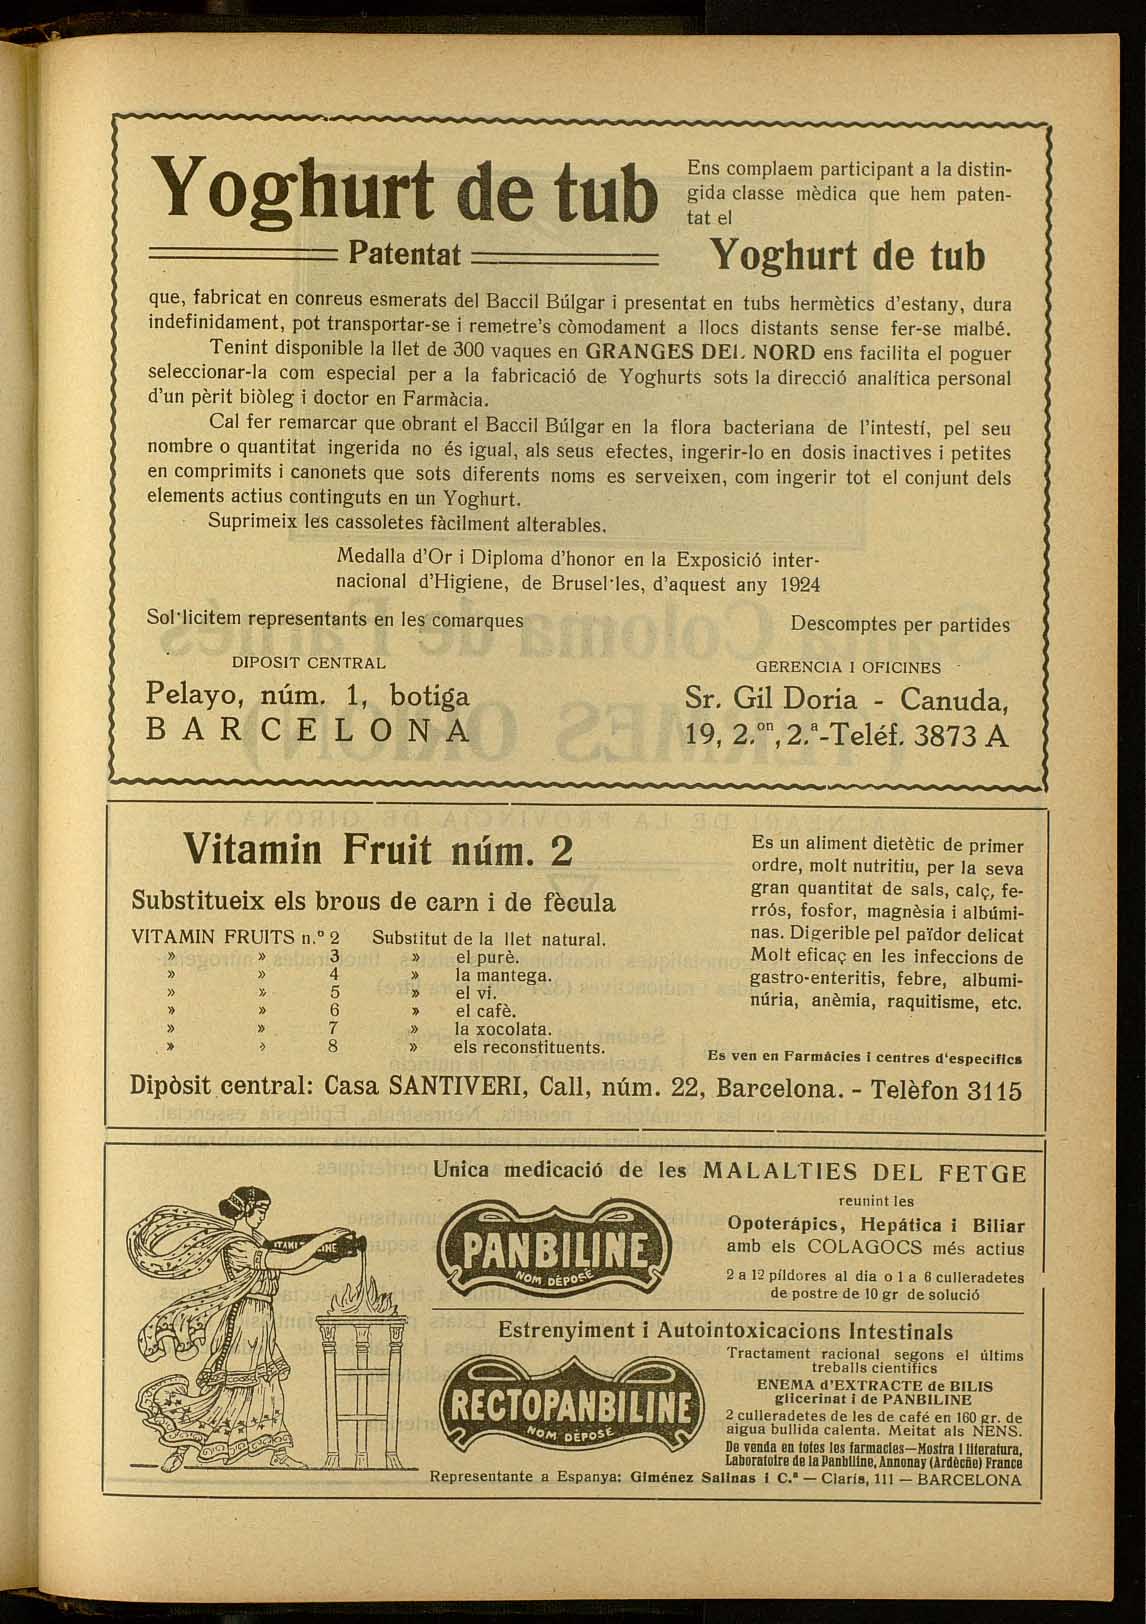 Yoghurt de tub
Patentat
Ens complaem participant a la distin-
gida classe mèdica que hem paten-
tat el
Yoghurt de tub
que, fabricat en conreus esmerats del Baccil Búlgar i presentat en tubs hermètics d'estany, dura
indefinidament, pot transportar-se i remetre's còmodament a llocs distants sense fer-se malbé.
Tenint disponible la llet de 300 vaques en GRANGES DEL NORD ens facilita el poguer
seleccionar-la com especial per a la fabricació de Yoghurts sots la direcció analítica personal
d'un pèrit biòleg i doctor en Farmàcia.
Cal fer remarcar que obrant el Baccil Búlgar en la flora bacteriana de l'intestí, pel seu
nombre o quantitat ingerida no és igual, als seus efectes, ingerir-lo en dosis inactives i petites
en comprimits i canonets que sots diferents noms es serveixen, com ingerir tot el conjunt dels
elements actius continguts en un Yoghurt.
Suprimeix les cassoletes fàcilment alterables.
Medalla d'Or i Diploma d'honor en la Exposició inter-
nacional d'Higiene, de Brusel·les, d'aquest any 1924
Sol·licitem representants en les comarques
Descomptes per partides
DIPOSIT CENTRAL
Pelayo, núm. 1, botiga
BARCELONA
GERENCIA I OFICINES
Sr. Gil Doria - Canuda,
19, 2.on, 2.ª-Teléf. 3873 A
Vitamin Fruit núm. 2
Substitueix els brous de carn i de fècula
VITAMIN FRUITS n.º 2 Substitut de la llet natural.
» » 3 » el purè.
» » 4 » la mantega.
» » 5 » el vi.
» » 6 » el cafè.
» » 7 » la xocolata.
» » 8 » els reconstituents.
Es un aliment dietètic de primer
ordre, molt nutritiu, per la seva
gran quantitat de sals, calç, fe-
rrós, fosfor, magnèsia i albúmi-
nas. Digerible pel païdor delicat
Molt eficaç en les infeccions de
gastro-enteritis, febre, albumi-
núria, anèmia, raquitisme, etc.
Es ven en Farmàcies i centres d'especifics
Dipòsit central: Casa SANTIVERI, Call, núm. 22, Barcelona. - Telèfon 3115
Unica medicació de les MALALTIES DEL FETGE
reunint les
Opoterápics, Hepática i Biliar
amb els COLAGOCS més actius
2 a 12 píldores al dia o 1 a 6 culleradetes
de postre de 10 gr de solució
PANBILINE
NOM DÉPOSÉ
Estrenyiment i Autointoxicacions Intestinals
Tractament racional segons el últims
treballs científics
ENEMA d'EXTRACTE de BILIS
glicerinat i de PANBILINE
2 culleradetes de les de café en 160 gr. de
aigua bullida calenta. Meitat als NENS.
De venda en totes les farmacies—Mostra i literatura,
Laboratoire de la Panbiline, Annonay (Ardèche) France
RECTOPANBILINE
NOM DÉPOSÉ
Representante a Espanya: Giménez Salinas i C.ª — Claris, 111 — BARCELONA